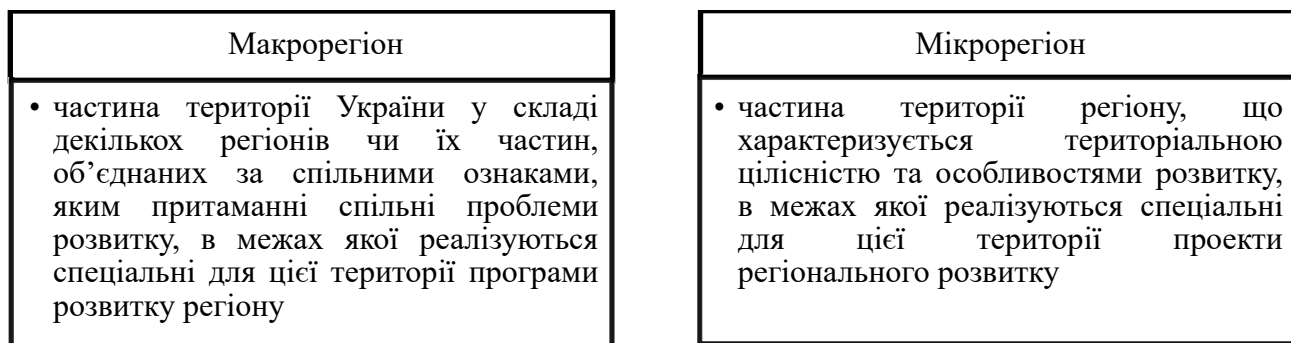 Макрорегіон
• частина території України у складі
декількох регіонів чи їх частин,
об’єднаних за спільними ознаками,
яким притаманні спільні проблеми
розвитку, в межах якої реалізуються
спеціальні для цієї території програми
розвитку регіону
Мікрорегіон
• частина території регіону, що
характеризується територіальною
цілісністю та особливостями розвитку,
в межах якої реалізуються спеціальні
для цієї території проекти
регіонального розвитку